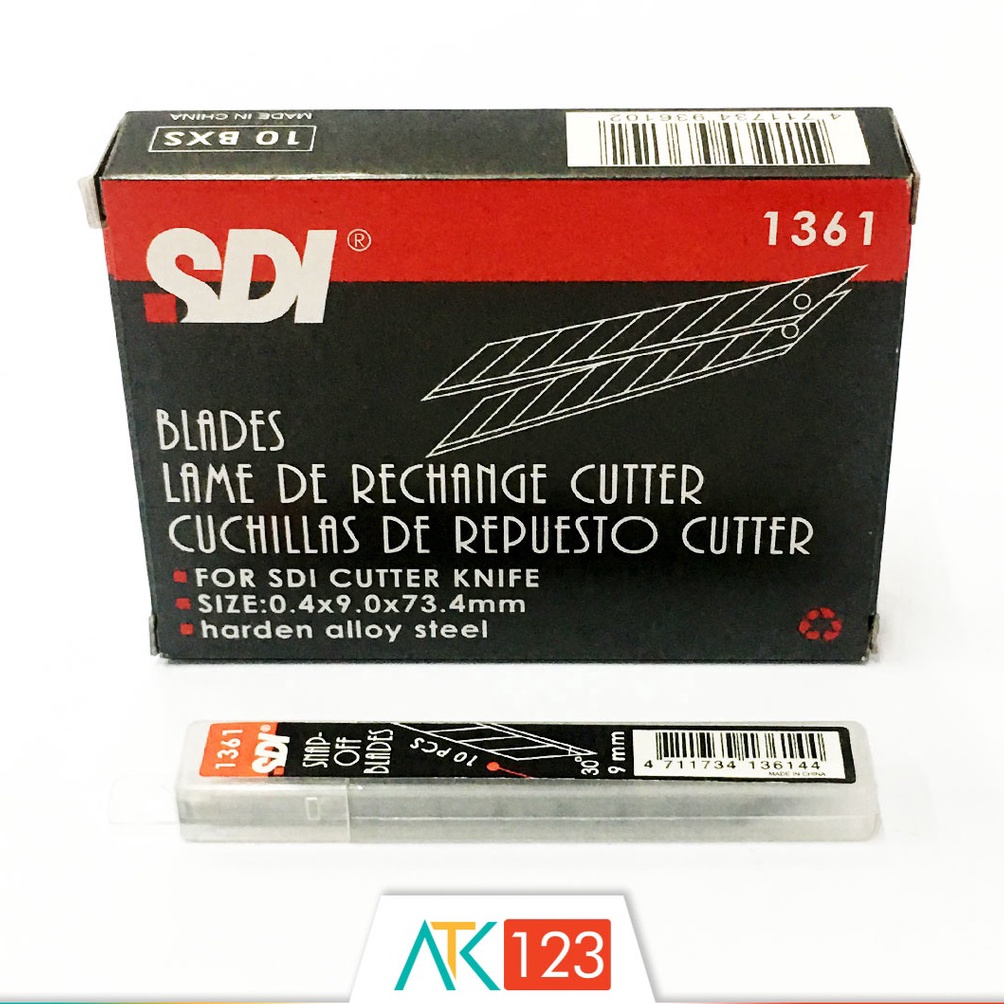 MADE IN CHINA
10 BXS
4 711734 936102
SDI®
1361
BLADES
LAME DE RECHANGE CUTTER
CUCHILLAS DE REPUESTO CUTTER
FOR SDI CUTTER KNIFE
SIZE:0.4x9.0x73.4mm
harden alloy steel
1361
SDI®
SNAP-
OFF
BLADES
10 PCS
30°
9 mm
4 711734 136144
MADE IN CHINA
ATK 123